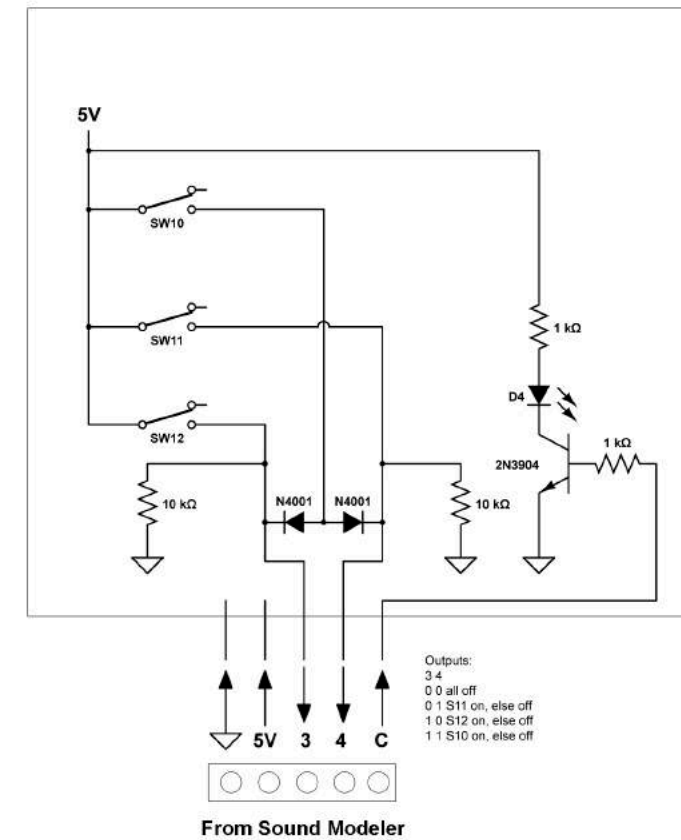 5V
SW10
SW11
1 kΩ
D4
SW12
1 kΩ
2N3904
10 kΩ
N4001 N4001
10 kΩ
Outputs:
3 4
0 0 all off
0 1 S11 on, else off
1 0 S12 on, else off
1 1 S10 on, else off
5V 3 4 C
From Sound Modeler